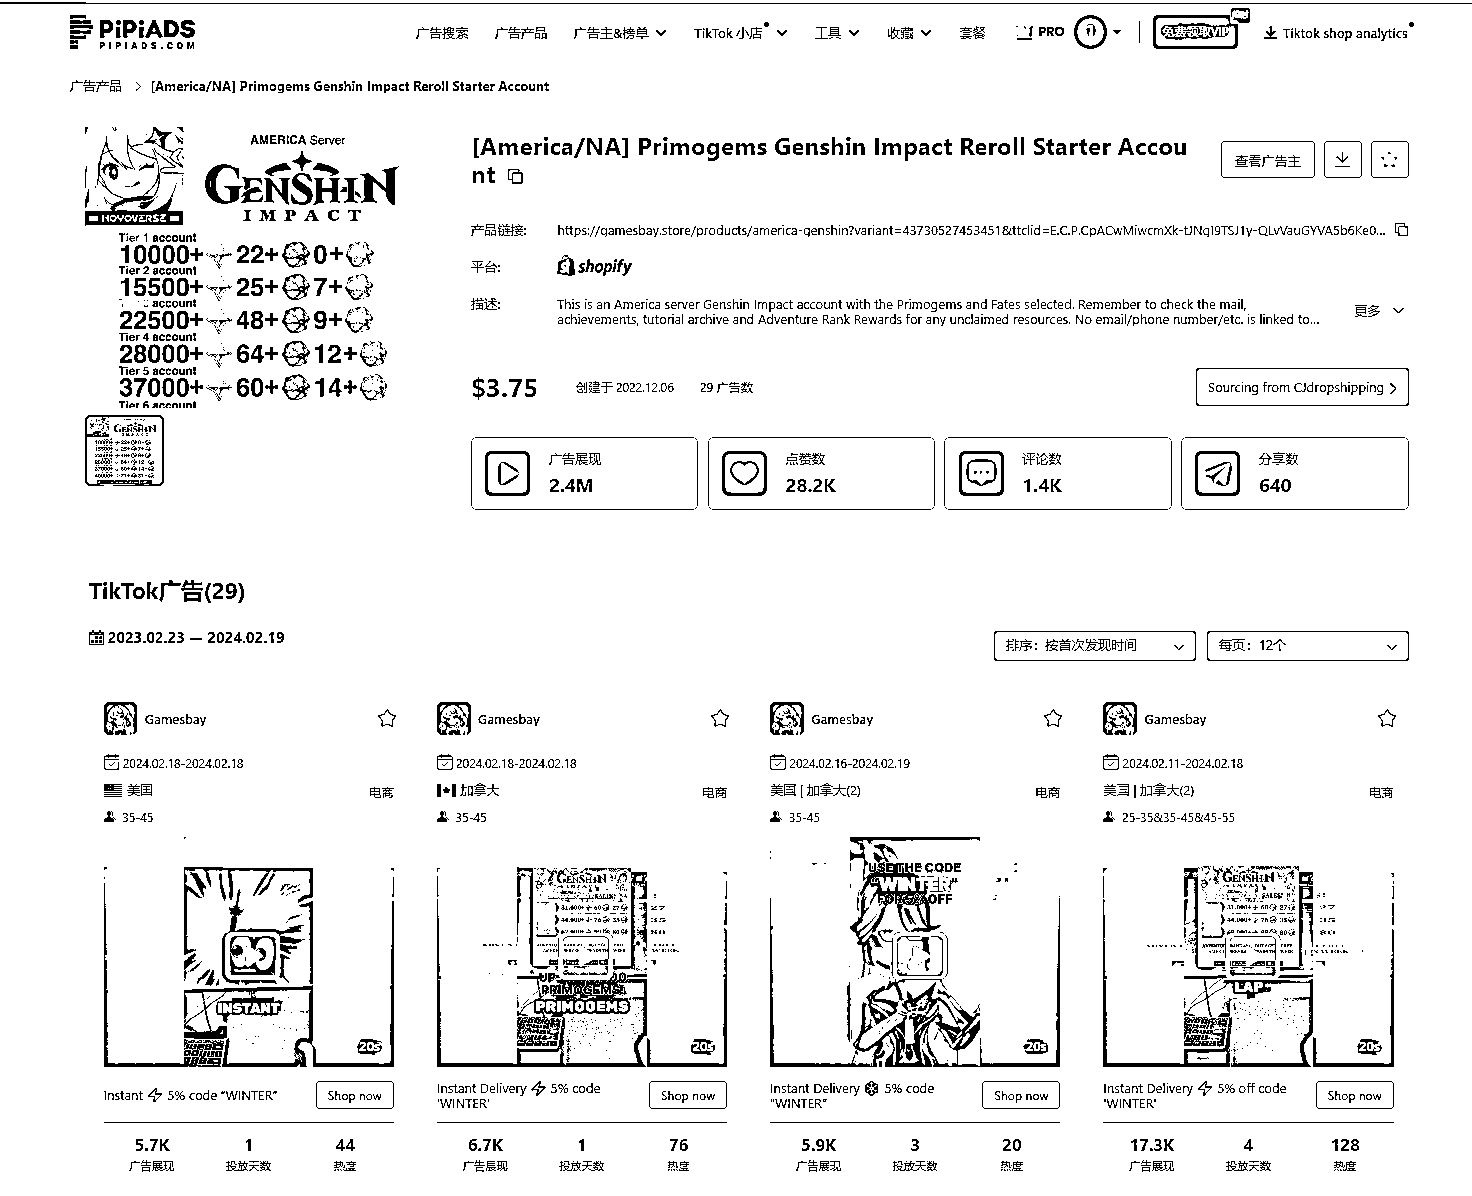 PiPiADS
PIPIADS.COM
广告搜索
广告产品
广告主&榜单
TikTok 小店
工具
收藏
套餐
PRO
免费领取VIP
Tiktok shop analytics
广告产品 > [America/NA] Primogems Genshin Impact Reroll Starter Account
AMERICA Server
GENSHIN
IMPACT
HOYOVERSE
Tier 1 account
10000+ 22+ 0+
Tier 2 account
15500+ 25+ 7+
account
22500+ 48+ 9+
Tier 4 account
28000+ 64+ 12+
Tier 5 account
37000+ 60+ 14+
Tier 6 account
[America/NA] Primogems Genshin Impact Reroll Starter Accou
nt
查看广告主
产品链接: https://gamesbay.store/products/america-genshin?variant=43730527453451&ttclid=E.C.P.CpACwMiwcmXk-tJNgI9TSJ1y-QLvVauGYVA5b6Ke0...
平台: shopify
描述: This is an America server Genshin Impact account with the Primogems and Fates selected. Remember to check the mail,
achievements, tutorial archive and Adventure Rank Rewards for any unclaimed resources. No email/phone number/etc. is linked to...
更多
$3.75 创建于 2022.12.06 29 广告数
Sourcing from CJdropshipping >
广告展现
2.4M
点赞数
28.2K
评论数
1.4K
分享数
640
TikTok广告(29)
2023.02.23 — 2024.02.19
排序：按首次发现时间
每页：12个
Gamesbay
2024.02.18-2024.02.18
美国
电商
35-45
INSTANT
20s
Instant 5% code "WINTER"
Shop now
5.7K 1 44
广告展现 投放天数 热度
Gamesbay
2024.02.18-2024.02.18
加拿大
电商
35-45
GENSHIN
PRIMOGEMS
PRIMOGEMS
20s
Instant Delivery 5% code
'WINTER'
Shop now
6.7K 1 76
广告展现 投放天数 热度
Gamesbay
2024.02.16-2024.02.19
美国 | 加拿大(2)
电商
35-45
USE THE CODE
"WINTER"
20s
Instant Delivery 5% code
"WINTER"
Shop now
5.9K 3 20
广告展现 投放天数 热度
Gamesbay
2024.02.11-2024.02.18
美国 | 加拿大(2)
电商
25-35&35-45&45-55
GENSHIN
LAP
20s
Instant Delivery 5% off code
'WINTER'
Shop now
17.3K 4 128
广告展现 投放天数 热度